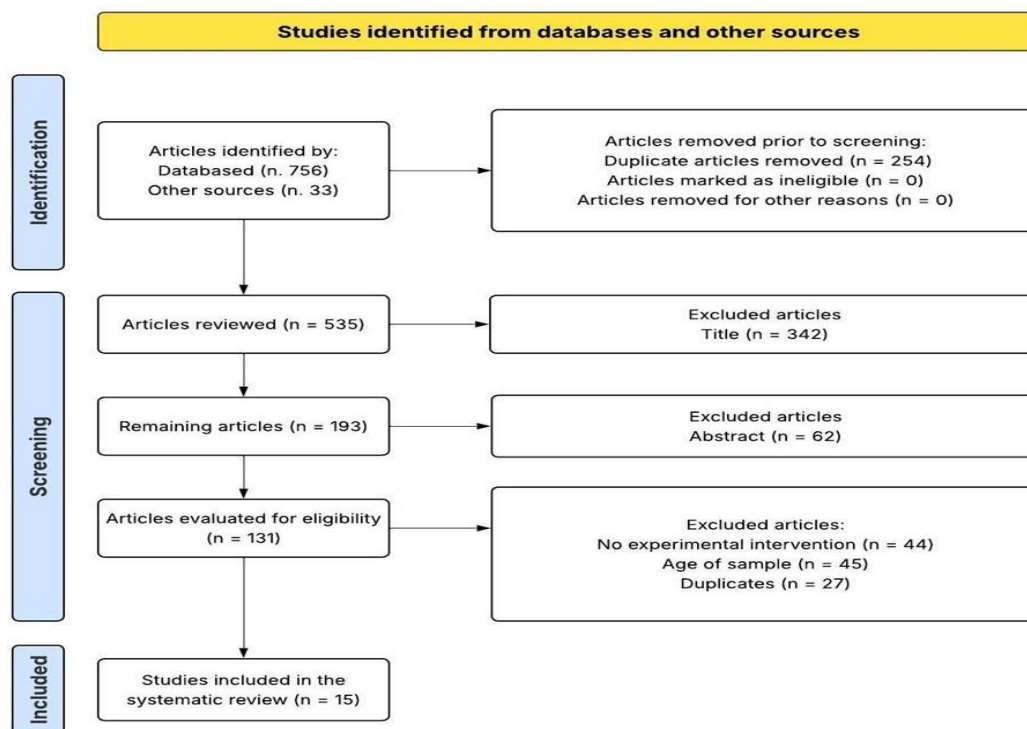 Studies identified from databases and other sources
Identification
Articles identified by:
Databased (n. 756)
Other sources (n. 33)
Articles removed prior to screening:
Duplicate articles removed (n = 254)
Articles marked as ineligible (n = 0)
Articles removed for other reasons (n = 0)
Screening
Articles reviewed (n = 535)
Excluded articles
Title (n = 342)
Remaining articles (n = 193)
Excluded articles
Abstract (n = 62)
Articles evaluated for eligibility
(n = 131)
Excluded articles:
No experimental intervention (n = 44)
Age of sample (n = 45)
Duplicates (n = 27)
Included
Studies included in the
systematic review (n = 15)